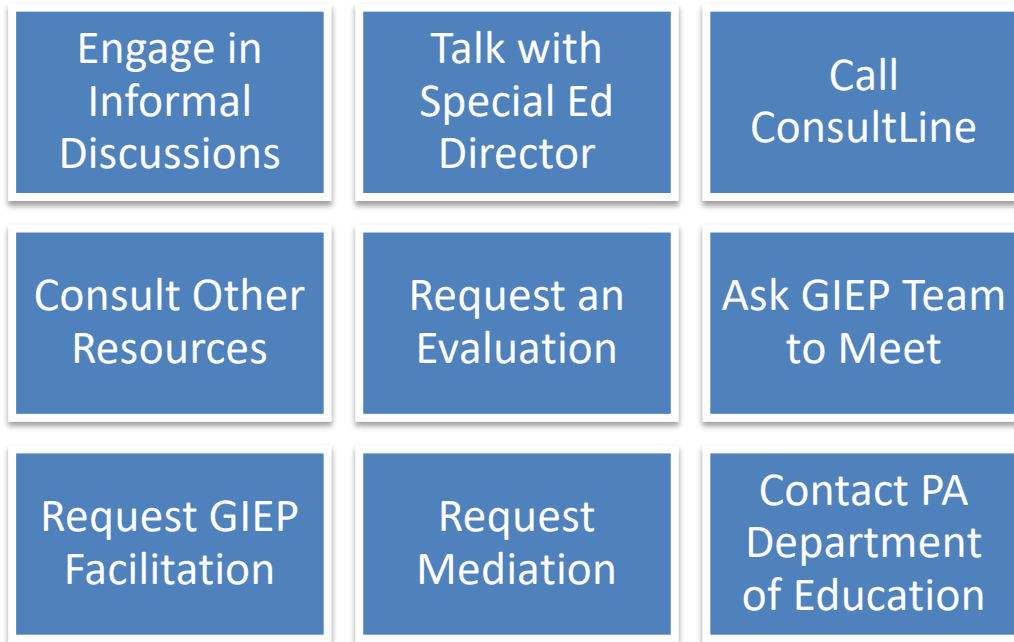 Engage in
Informal
Discussions
Talk with
Special Ed
Director
Call
ConsultLine
Consult Other
Resources
Request an
Evaluation
Ask GIEP Team
to Meet
Request GIEP
Facilitation
Request
Mediation
Contact PA
Department
of Education